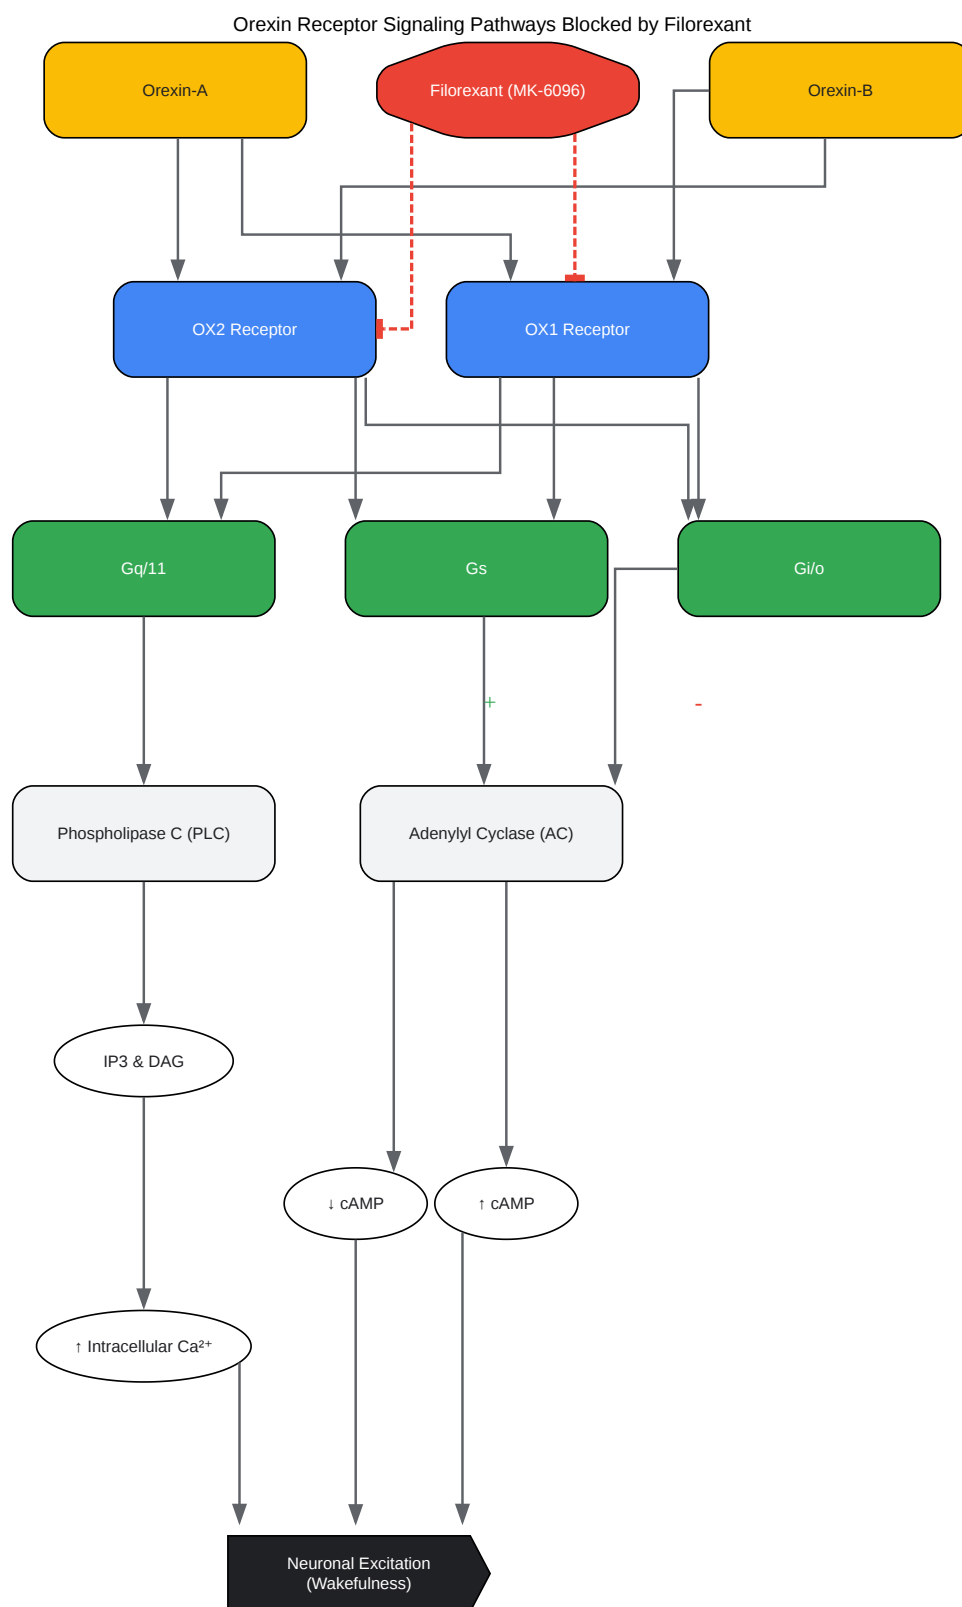 Orexin Receptor Signaling Pathways Blocked by Filorexant
Orexin-A
Filorexant (MK-6096)
Orexin-B
OX2 Receptor
OX1 Receptor
Gq/11
Gs
Gi/o
+
-
Phospholipase C (PLC)
Adenylyl Cyclase (AC)
IP3 & DAG
↓ cAMP
↑ cAMP
↑ Intracellular Ca²⁺
Neuronal Excitation
(Wakefulness)